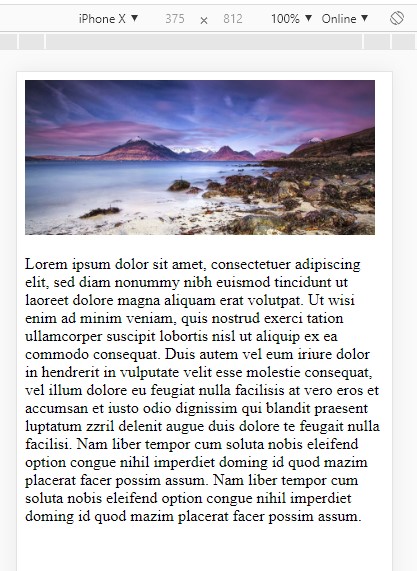 iPhone X ▼ 375 × 812 100% ▼ Online ▼
Lorem ipsum dolor sit amet, consectetuer adipiscing
elit, sed diam nonummy nibh euismod tincidunt ut
laoreet dolore magna aliquam erat volutpat. Ut wisi
enim ad minim veniam, quis nostrud exerci tation
ullamcorper suscipit lobortis nisl ut aliquip ex ea
commodo consequat. Duis autem vel eum iriure dolor
in hendrerit in vulputate velit esse molestie consequat,
vel illum dolore eu feugiat nulla facilisis at vero eros et
accumsan et iusto odio dignissim qui blandit praesent
luptatum zzril delenit augue duis dolore te feugait nulla
facilisi. Nam liber tempor cum soluta nobis eleifend
option congue nihil imperdiet doming id quod mazim
placerat facer possim assum. Nam liber tempor cum
soluta nobis eleifend option congue nihil imperdiet
doming id quod mazim placerat facer possim assum.